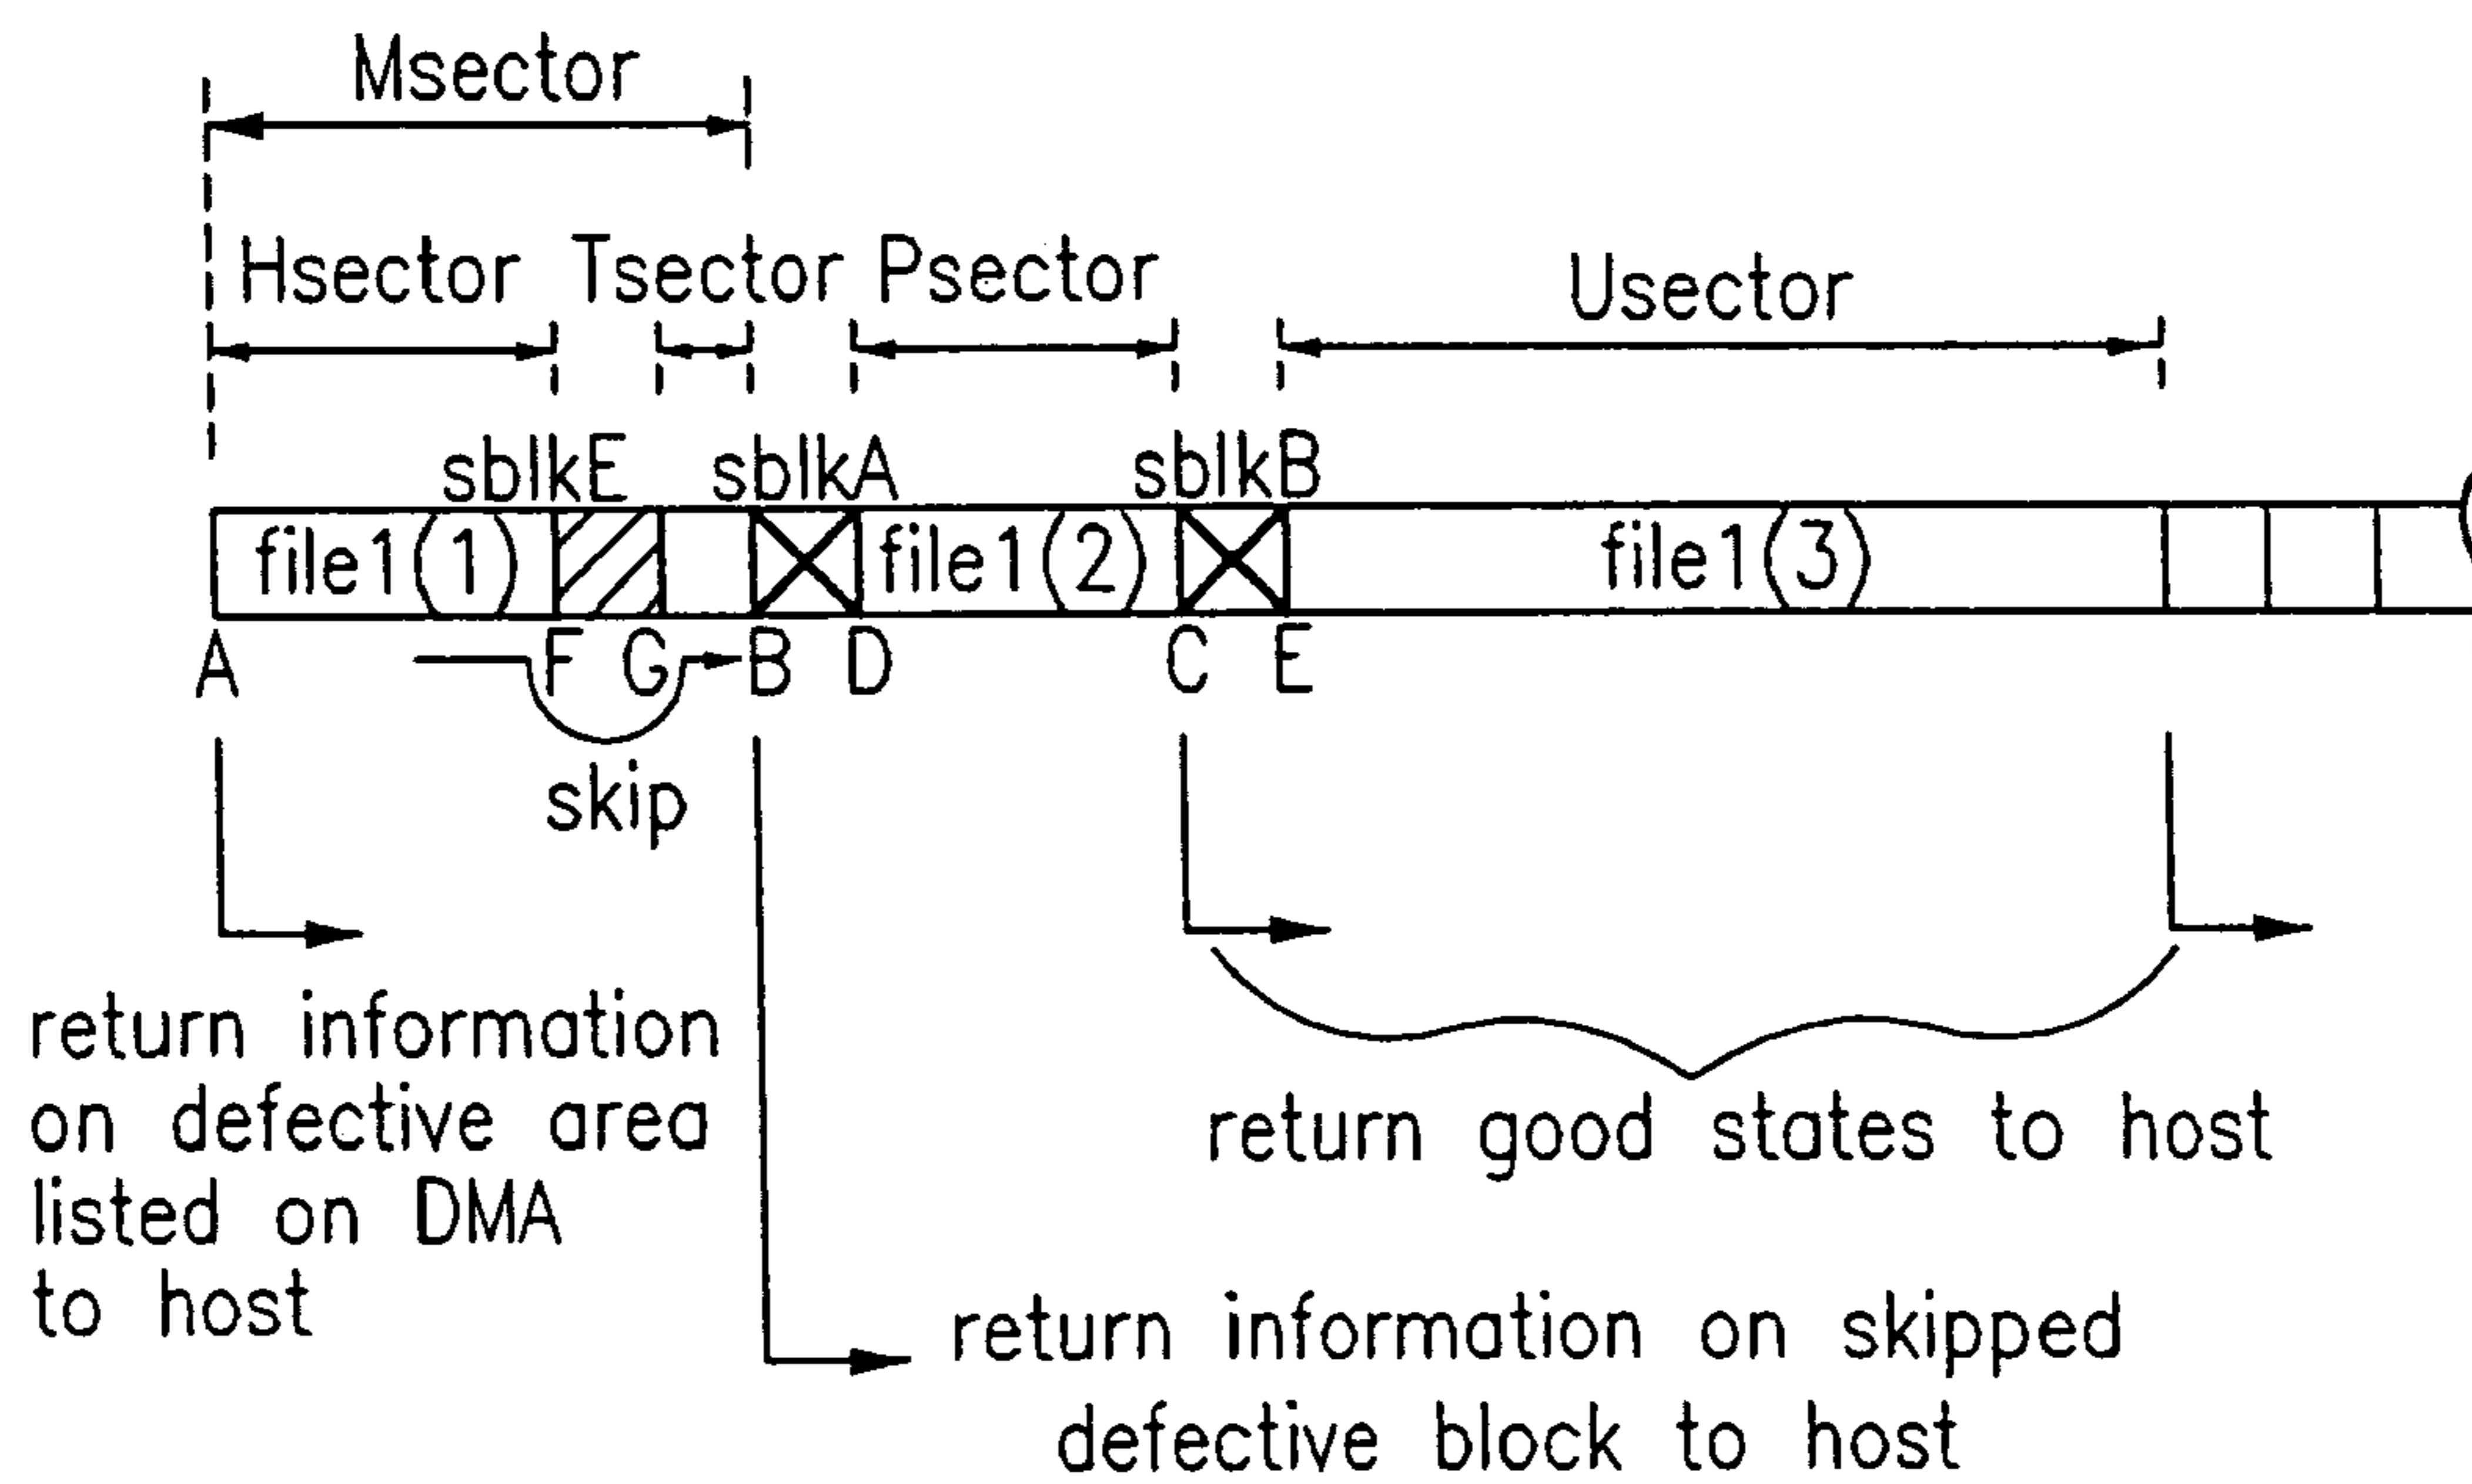 Msector
Hsector Tsector Psector Usector
sblkE sblkA sblkB
file1(1) file1(2) file1(3)
A F G B D C E
skip
return information
on defective area
listed on DMA
to host
return good states to host
return information on skipped
defective block to host